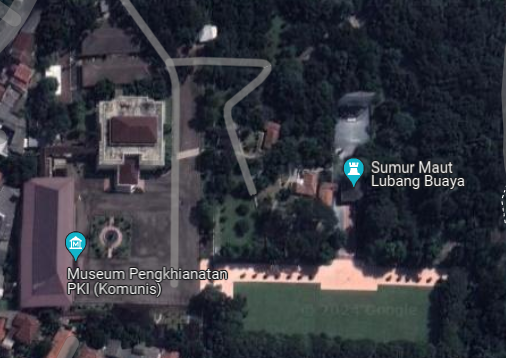 Sumur Maut
Lubang Buaya
Museum Pengkhianatan
PKI (Komunis)
© 2024 Google